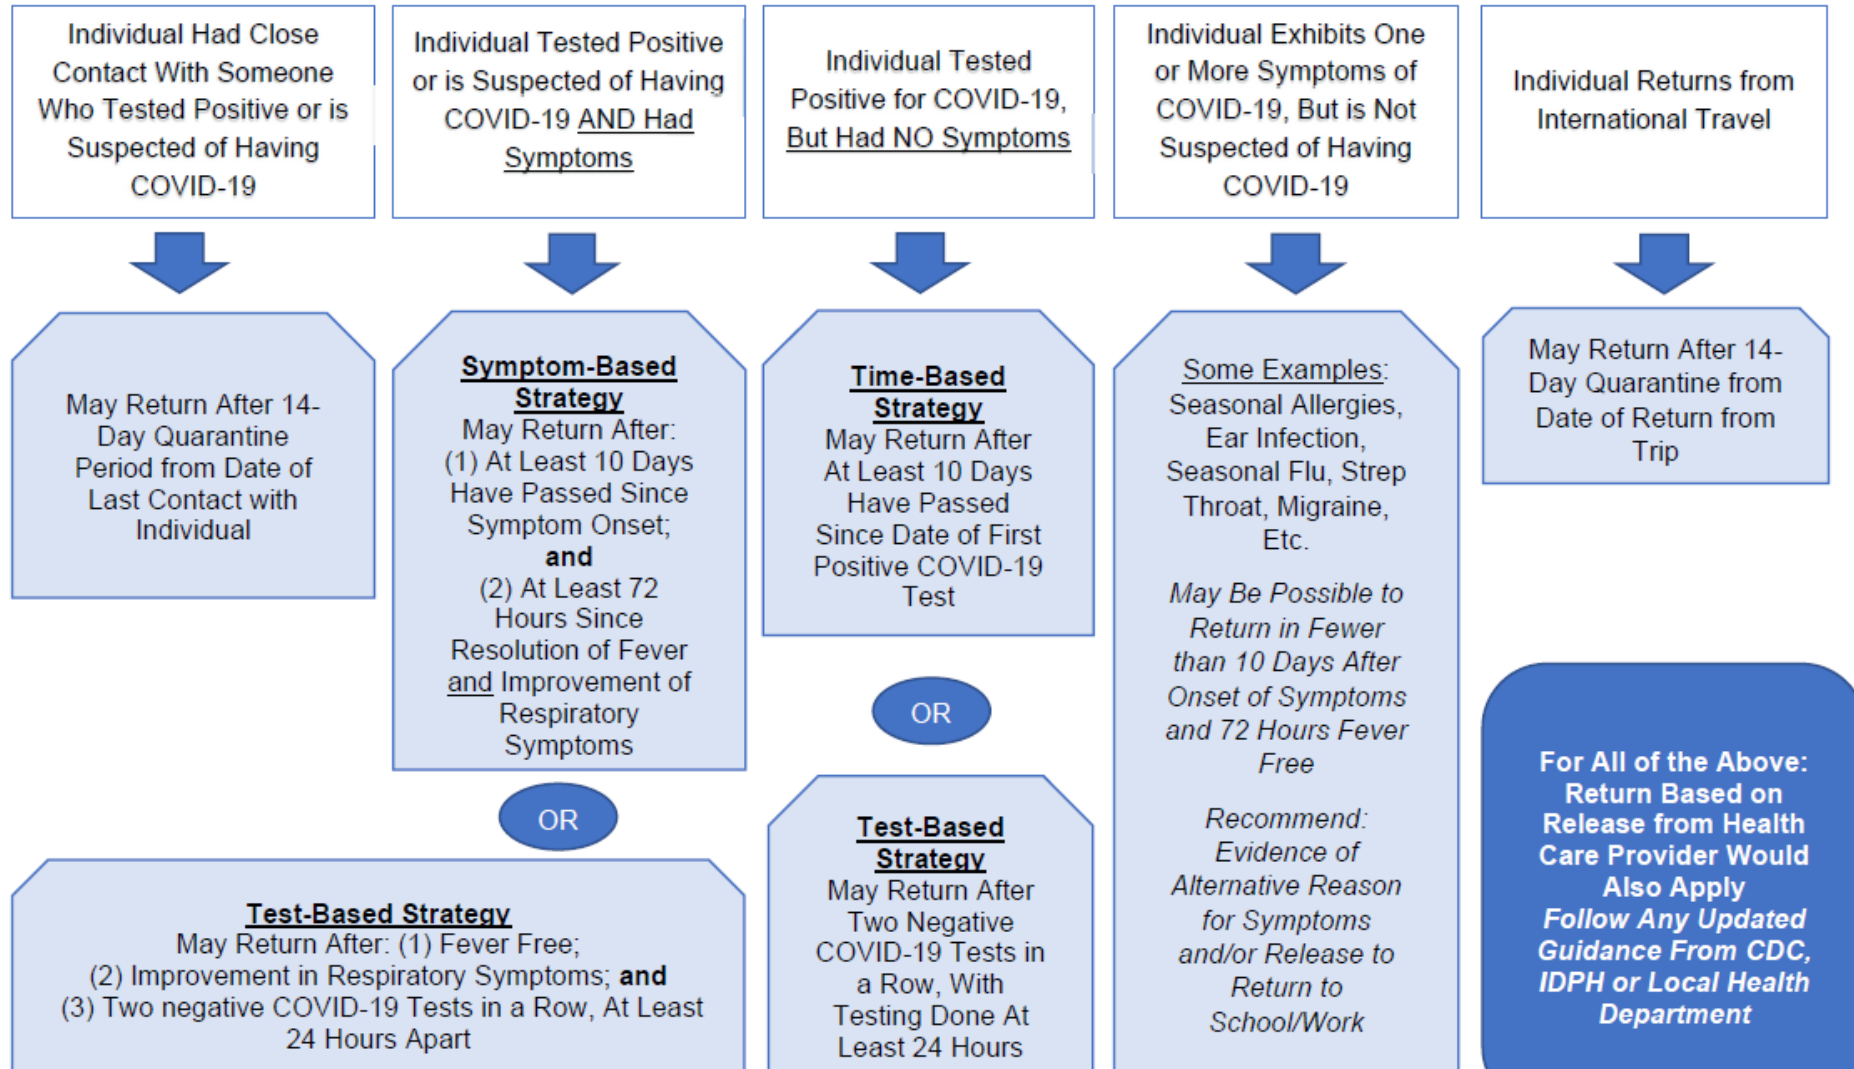 Individual Had Close
Contact With Someone
Who Tested Positive or is
Suspected of Having
COVID-19
Individual Tested Positive
or is Suspected of Having
COVID-19 AND Had
Symptoms
Individual Tested
Positive for COVID-19,
But Had NO Symptoms
Individual Exhibits One
or More Symptoms of
COVID-19, But is Not
Suspected of Having
COVID-19
Individual Returns from
International Travel
May Return After 14-
Day Quarantine
Period from Date of
Last Contact with
Individual
Symptom-Based
Strategy
May Return After:
(1) At Least 10 Days
Have Passed Since
Symptom Onset;
and
(2) At Least 72
Hours Since
Resolution of Fever
and Improvement of
Respiratory
Symptoms
OR
Test-Based Strategy
May Return After: (1) Fever Free;
(2) Improvement in Respiratory Symptoms; and
(3) Two negative COVID-19 Tests in a Row, At Least
24 Hours Apart
Time-Based
Strategy
May Return After
At Least 10 Days
Have Passed
Since Date of First
Positive COVID-19
Test
OR
Test-Based
Strategy
May Return After
Two Negative
COVID-19 Tests in
a Row, With
Testing Done At
Least 24 Hours
Some Examples:
Seasonal Allergies,
Ear Infection,
Seasonal Flu, Strep
Throat, Migraine,
Etc.
May Be Possible to
Return in Fewer
than 10 Days After
Onset of Symptoms
and 72 Hours Fever
Free
Recommend:
Evidence of
Alternative Reason
for Symptoms
and/or Release to
Return to
School/Work
May Return After 14-
Day Quarantine from
Date of Return from
Trip
For All of the Above:
Return Based on
Release from Health
Care Provider Would
Also Apply
Follow Any Updated
Guidance From CDC,
IDPH or Local Health
Department